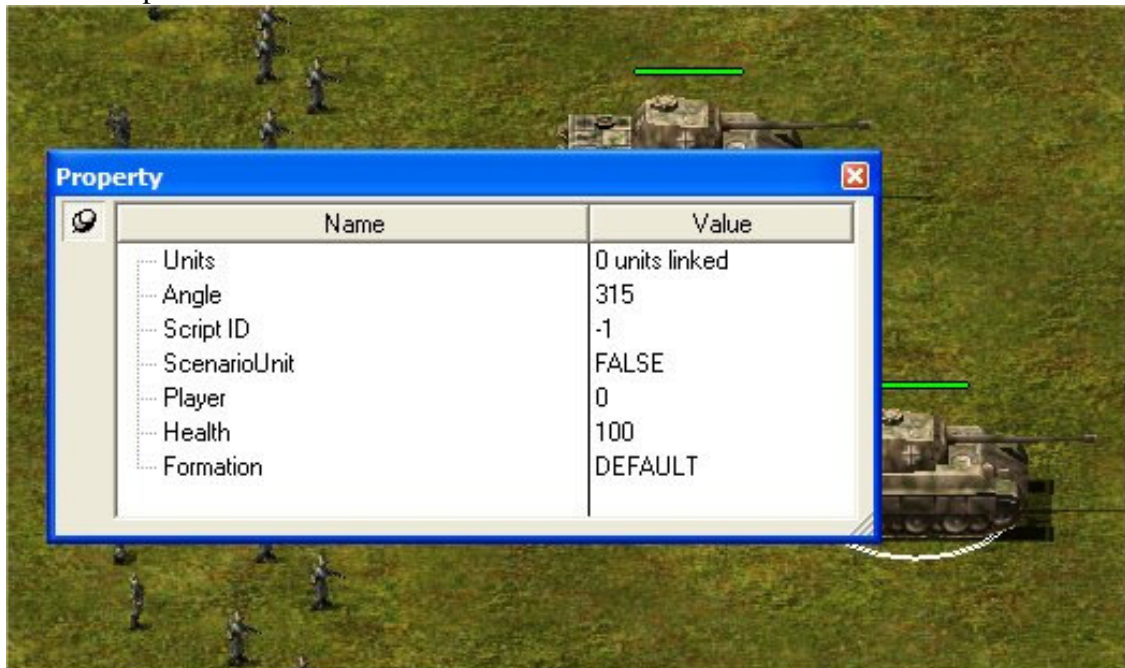 Property
Name Value
Units 0 units linked
Angle 315
Script ID -1
ScenarioUnit FALSE
Player 0
Health 100
Formation DEFAULT